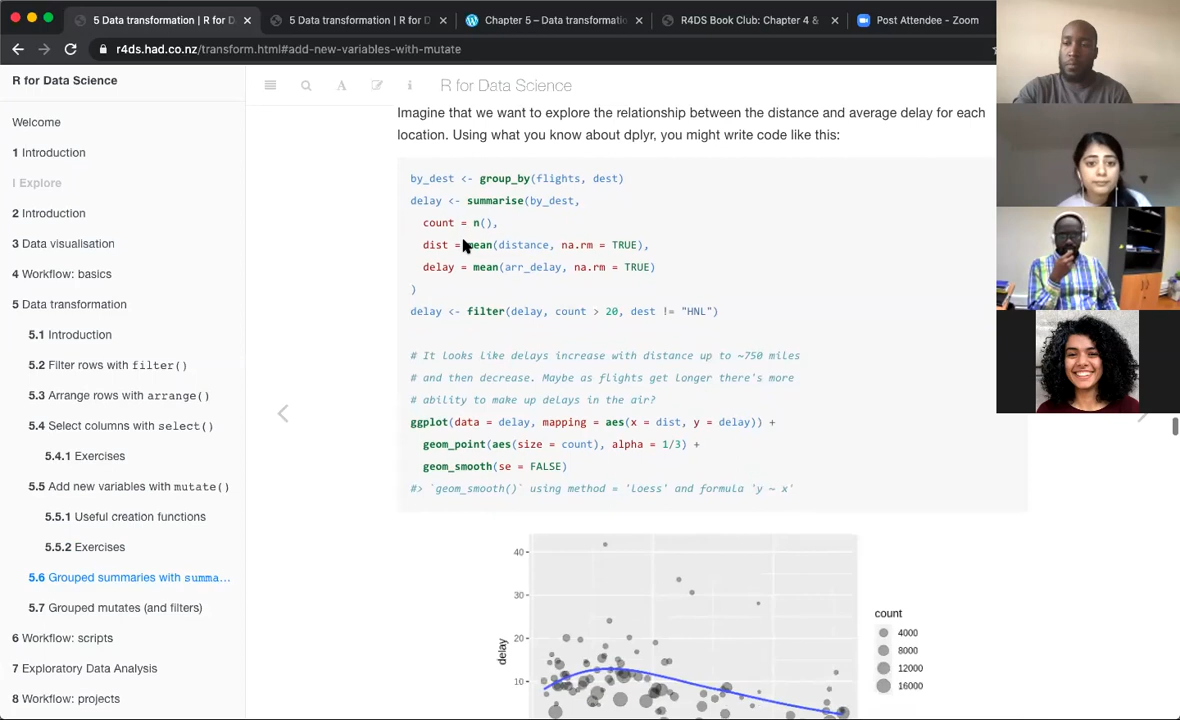 5 Data transformation | R for D
5 Data transformation | R for D
Chapter 5 – Data transformatio
R4DS Book Club: Chapter 4 &
Post Attendee - Zoom
r4ds.had.co.nz/transform.html#add-new-variables-with-mutate
R for Data Science
R for Data Science
Welcome
1 Introduction
I Explore
2 Introduction
3 Data visualisation
4 Workflow: basics
5 Data transformation
5.1 Introduction
5.2 Filter rows with filter()
5.3 Arrange rows with arrange()
5.4 Select columns with select()
5.4.1 Exercises
5.5 Add new variables with mutate()
5.5.1 Useful creation functions
5.5.2 Exercises
5.6 Grouped summaries with summa…
5.7 Grouped mutates (and filters)
6 Workflow: scripts
7 Exploratory Data Analysis
8 Workflow: projects
Imagine that we want to explore the relationship between the distance and average delay for each
location. Using what you know about dplyr, you might write code like this:
by_dest <- group_by(flights, dest)
delay <- summarise(by_dest,
count = n(),
dist = mean(distance, na.rm = TRUE),
delay = mean(arr_delay, na.rm = TRUE)
)
delay <- filter(delay, count > 20, dest != "HNL")
# It looks like delays increase with distance up to ~750 miles
# and then decrease. Maybe as flights get longer there's more
# ability to make up delays in the air?
ggplot(data = delay, mapping = aes(x = dist, y = delay)) +
geom_point(aes(size = count), alpha = 1/3) +
geom_smooth(se = FALSE)
#> `geom_smooth()` using method = 'loess' and formula 'y ~ x'
40
30
20
10
delay
count
4000
8000
12000
16000